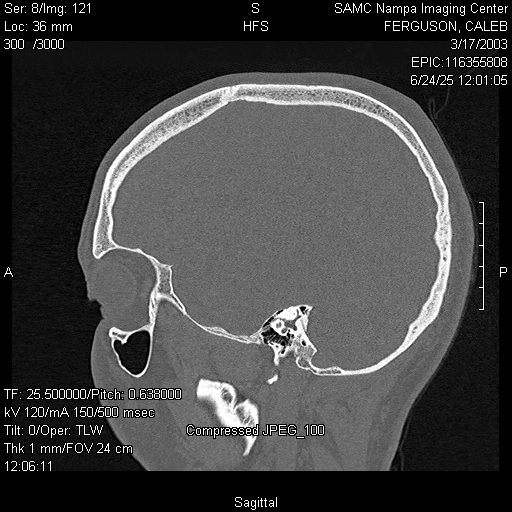 Ser: 8/Img: 121
S
SAMC Nampa Imaging Center
Loc: 36 mm
HFS
FERGUSON, CALEB
300 /3000
3/17/2003
EPIC:116355808
6/24/25 12:01:05
A
P
TF: 25.500000/Pitch: 0.638000
kV 120/mA 150/500 msec
Tilt: 0/Oper: TLW
Compressed JPEG_100
Thk 1 mm/FOV 24 cm
12:06:11
Sagittal